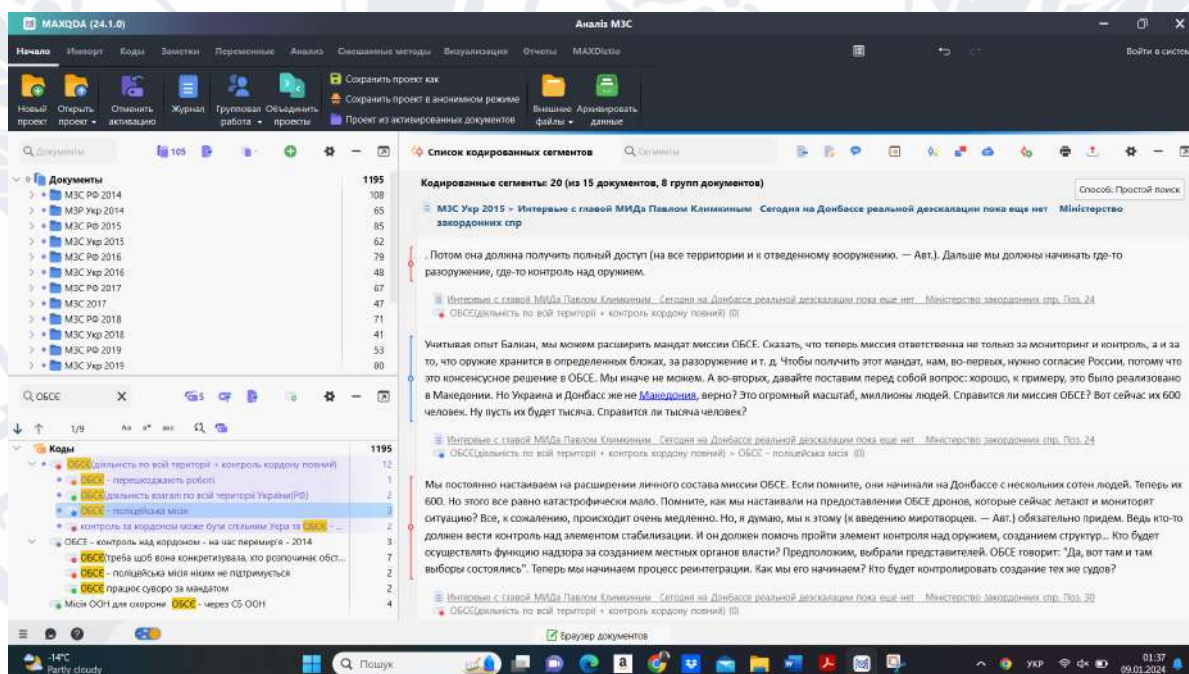 MAXQDA (24.1.0)
Аналіз МЗС
Начало Импорт Коды Заметки Переменные Анализ Смешанные методы Визуализация Отчеты MAXDictio
Войти в систем
Новый проект
Открыть проект
Отменить активацию
Журнал
Групповая работа
Объединить проекты
Сохранить проект как
Сохранить проект в анонимном режиме
Проект из активированных документов
Внешние файлы
Архивировать данные
Документы
105
Документы 1195
МЗС РФ 2014 108
МЗР Укр 2014 65
МЗС РФ 2015 85
МЗС Укр 2015 62
МЗС РФ 2016 79
МЗС Укр 2016 48
МЗС РФ 2017 67
МЗС 2017 47
МЗС РФ 2018 71
МЗС Укр 2018 41
МЗС РФ 2019 53
МЗС Укр 2019 80
ОБСЄ
5
1/9
Коды 1195
ОБСЄ(діяльність по всій території + контроль кордону повний) 12
ОБСЄ - перешкоджають роботі 1
ОБСЄ(діяльність взагалі по всій території України(РФ) 2
ОБСЄ - поліцейська місія 3
контроль за кордоном може бути спільним Укра та ОБСЄ - ... 2
ОБСЄ - контроль над кордоном - на час перемир'я - 2014 3
ОБСЄ(треба щоб вона конкретизувала, хто розпочинає обст... 7
ОБСЄ - поліцейська місія ніким не підтримується 2
ОБСЄ працює суворо за мандатом 2
Місія ООН для охорони ОБСЄ - через СБ ООН 4
Список кодированных сегментов
Сегменты
Кодированные сегменты: 20 (из 15 документов, 8 групп документов)
Способ: Простой поиск
МЗС Укр 2015 - Интервью с главой МИДа Павлом Климкиным Сегодня на Донбассе реальной деэскалации пока еще нет Міністерство
закордонних спр
. Потом она должна получить полный доступ (на все территории и к отведенному вооружению. — Авт.). Дальше мы должны начинать где-то
разоружение, где-то контроль над оружием.
Интервью с главой МИДа Павлом Климкиным Сегодня на Донбассе реальной деэскалации пока еще нет Міністерство закордонних спр, Поз. 24
ОБСЄ(діяльність по всій території + контроль кордону повний) (0)
Учитывая опыт Балкан, мы можем расширить мандат миссии ОБСЕ. Сказать, что теперь миссия ответственна не только за мониторинг и контроль, а и за
то, что оружие хранится в определенных блоках, за разоружение и т. д. Чтобы получить этот мандат, нам, во-первых, нужно согласие России, потому что
это консенсусное решение в ОБСЕ. Мы иначе не можем. А во-вторых, давайте поставим перед собой вопрос: хорошо, к примеру, это было реализовано
в Македонии. Но Украина и Донбасс же не Македония, верно? Это огромный масштаб, миллионы людей. Справится ли миссия ОБСЕ? Вот сейчас их 600
человек. Ну пусть их будет тысяча. Справится ли тысяча человек?
Интервью с главой МИДа Павлом Климкиным Сегодня на Донбассе реальной деэскалации пока еще нет Міністерство закордонних спр, Поз. 24
ОБСЄ(діяльність по всій території + контроль кордону повний) > ОБСЄ - поліцейська місія (0)
Мы постоянно настаиваем на расширении личного состава миссии ОБСЕ. Если помните, они начинали на Донбассе с нескольких сотен людей. Теперь их
600. Но этого все равно катастрофически мало. Помните, как мы настаивали на предоставлении ОБСЕ дронов, которые сейчас летают и мониторят
ситуацию? Все, к сожалению, происходит очень медленно. Но, я думаю, мы к этому (к введению миротворцев. — Авт.) обязательно придем. Ведь кто-то
должен вести контроль над элементом стабилизации. И он должен помочь пройти элемент контроля над оружием, созданием структур... Кто будет
осуществлять функцию надзора за созданием местных органов власти? Предположим, выбрали представителей. ОБСЕ говорит: "Да, вот там и там
выборы состоялись". Теперь мы начинаем процесс реинтеграции. Как мы его начинаем? Кто будет контролировать создание тех же судов?
Интервью с главой МИДа Павлом Климкиным Сегодня на Донбассе реальной деэскалации пока еще нет Міністерство закордонних спр, Поз. 30
ОБСЄ(діяльність по всій території + контроль кордону повний) (0)
Браузер документов
-14°C
Partly cloudy
Пошук
УКР
01:37
09.01.2024